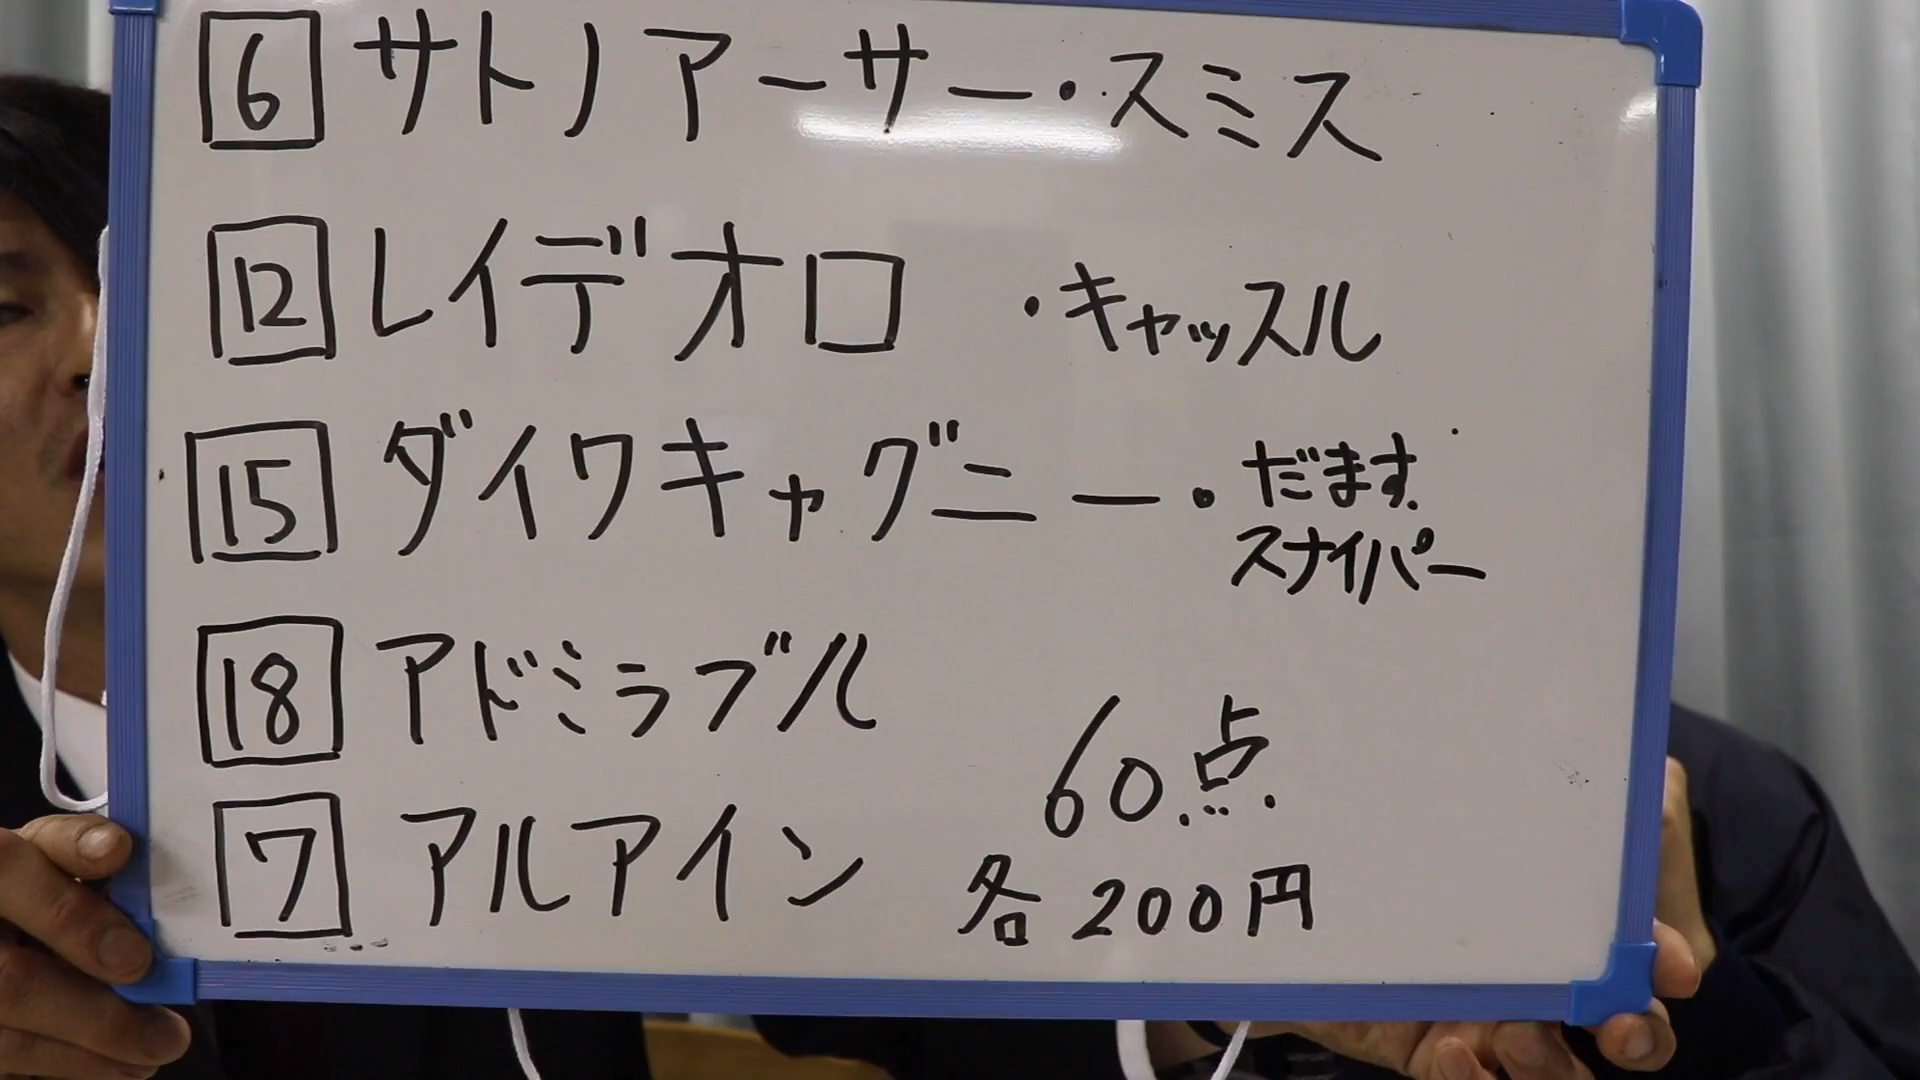 6 サトノアーサー・スミス
12 レイデオロ ・キャッスル
15 ダイワキャグニー・だます
スナイパー
18 アドミラブル
60点
7 アルアイン
各200円